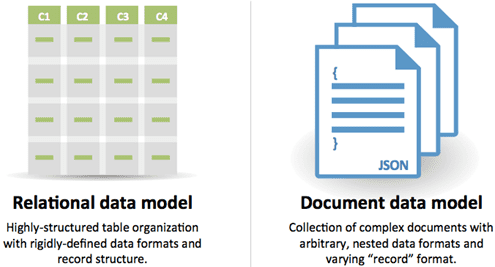 C1 C2 C3 C4
Relational data model
Highly-structured table organization
with rigidly-defined data formats and
record structure.
{
}
JSON
Document data model
Collection of complex documents with
arbitrary, nested data formats and
varying “record” format.